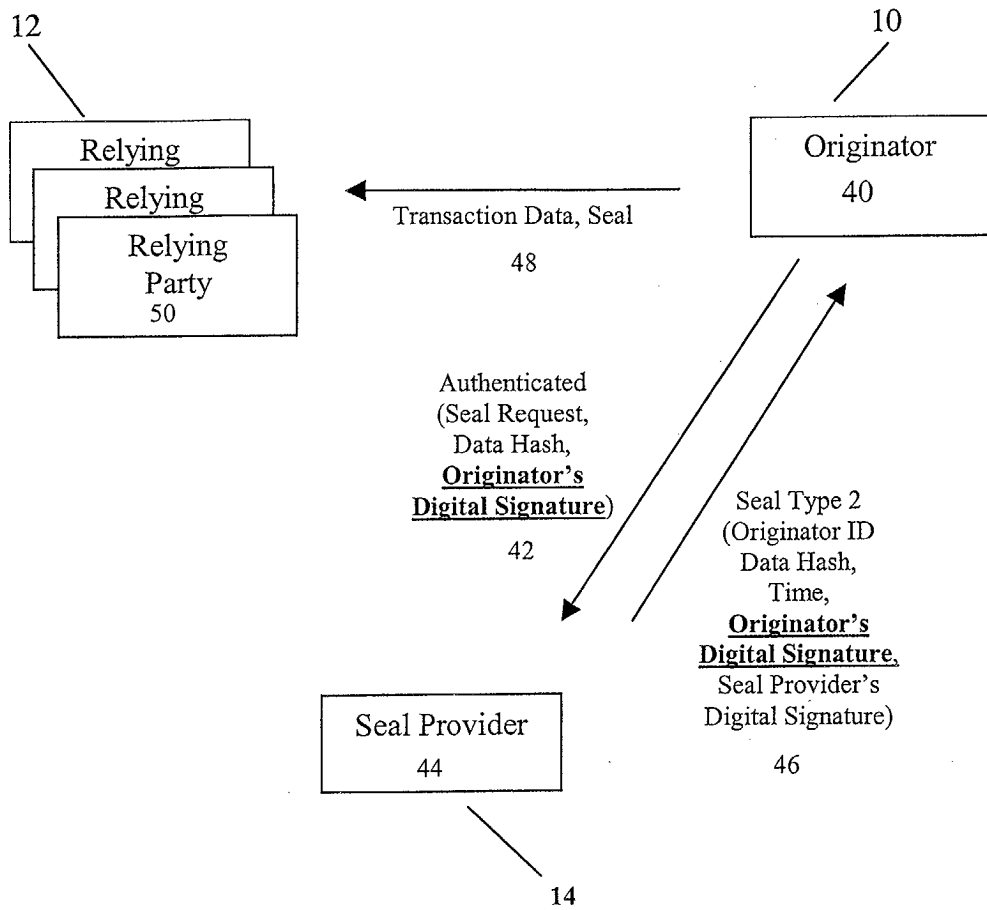 12
10
Relying
Relying
Relying
Party
50
Originator
40
Transaction Data, Seal
48
Authenticated
(Seal Request,
Data Hash,
Originator's
Digital Signature)
42
Seal Type 2
(Originator ID
Data Hash,
Time,
Originator's
Digital Signature,
Seal Provider's
Digital Signature)
46
Seal Provider
44
14